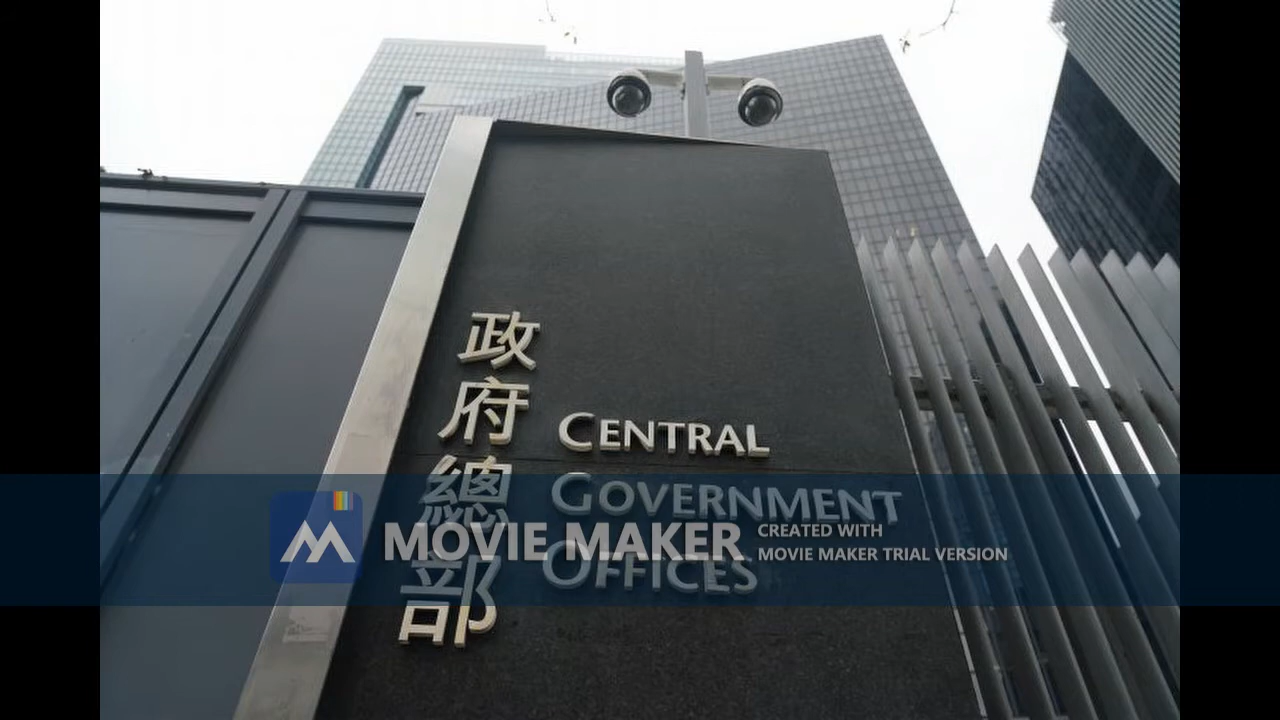 政府總部
CENTRAL
GOVERNMENT
OFFICES
MOVIE MAKER
CREATED WITH
MOVIE MAKER TRIAL VERSION